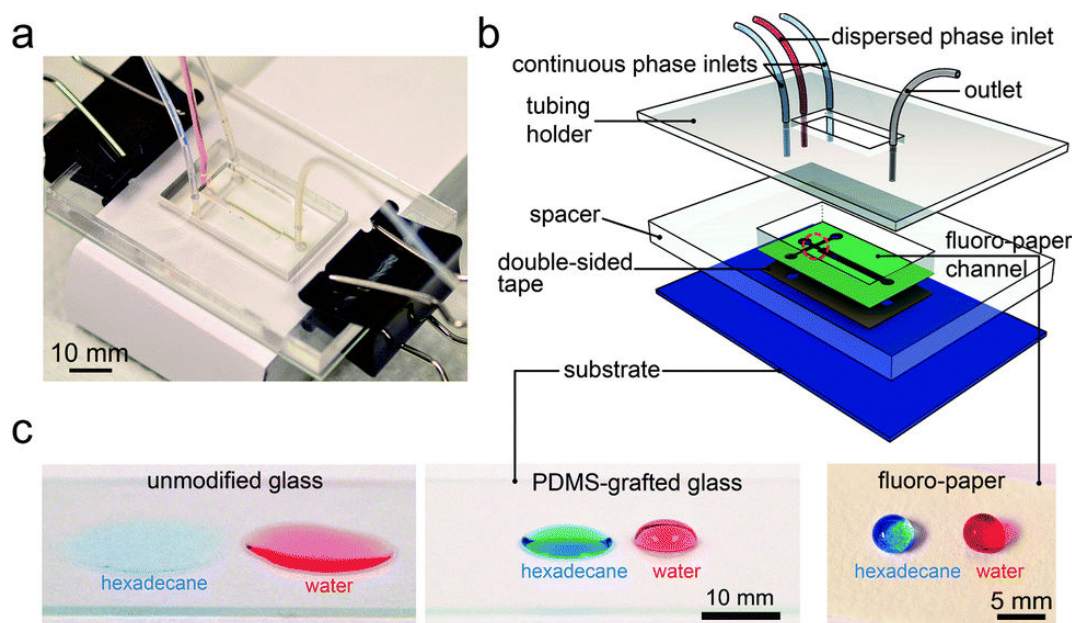 a
10 mm
b
dispersed phase inlet
continuous phase inlets
outlet
tubing
holder
spacer
fluoro-paper
channel
double-sided
tape
substrate
c
unmodified glass
hexadecane
water
PDMS-grafted glass
hexadecane
water
10 mm
fluoro-paper
hexadecane
water
5 mm